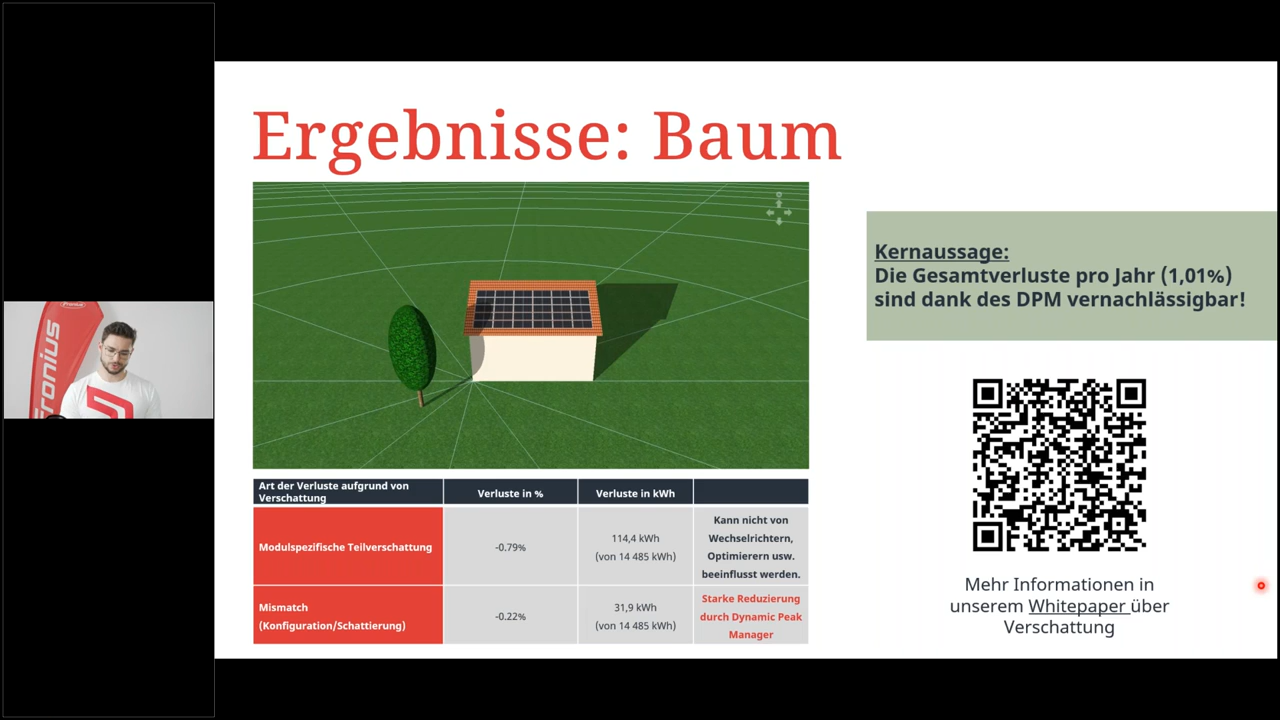 Ergebnisse: Baum
Kernaussage:
Die Gesamtverluste pro Jahr (1,01%)
sind dank des DPM vernachlässigbar!
Art der Verluste aufgrund von
Verschattung
Verluste in %
Verluste in kWh
Modulspezifische Teilverschattung
-0.79%
114,4 kWh
(von 14 485 kWh)
Kann nicht von
Wechselrichtern,
Optimierern usw.
beeinflusst werden.
Mismatch
(Konfiguration/Schattierung)
-0.22%
31,9 kWh
(von 14 485 kWh)
Starke Reduzierung
durch Dynamic Peak
Manager
Mehr Informationen in
unserem Whitepaper über
Verschattung
Fronius
fronius